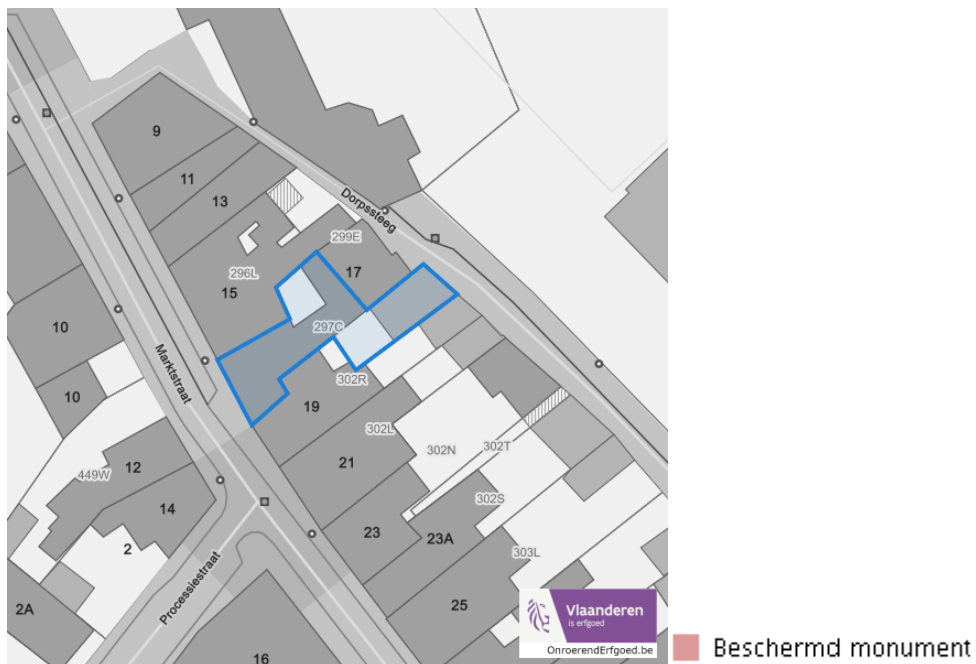 9
11
13
Dorpssteeg
299E
17
296L
15
297C
10
Marktstraat
302R
10
19
302L
302N
302T
12
449W
21
302S
14
23
23A
2
303L
Processiestraat
25
2A
16
Vlaanderen
is erfgoed
OnroerendErfgoed.be
Beschermd monument